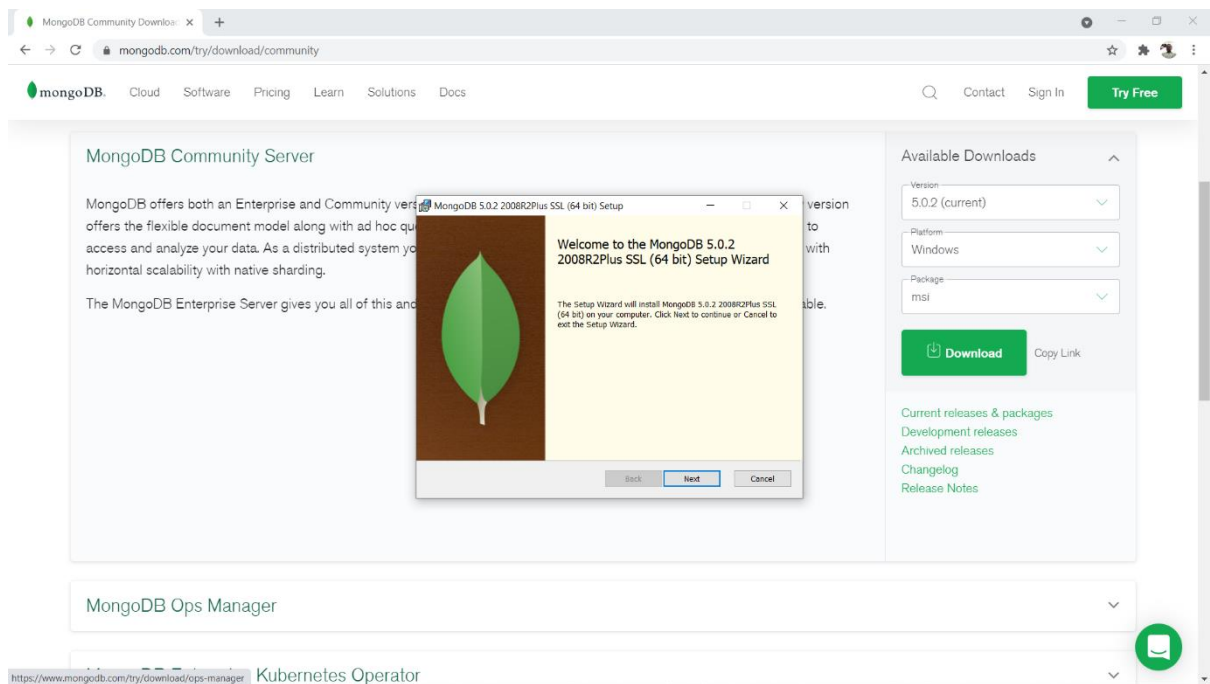 MongoDB Community Downloa
mongodb.com/try/download/community
mongoDB. Cloud Software Pricing Learn Solutions Docs Contact Sign In Try Free
MongoDB Community Server
MongoDB offers both an Enterprise and Community vers version
offers the flexible document model along with ad hoc qu to
access and analyze your data. As a distributed system yo with
horizontal scalability with native sharding.
The MongoDB Enterprise Server gives you all of this and able.
MongoDB 5.0.2 2008R2Plus SSL (64 bit) Setup
Welcome to the MongoDB 5.0.2
2008R2Plus SSL (64 bit) Setup Wizard
The Setup Wizard will install MongoDB 5.0.2 2008R2Plus SSL
(64 bit) on your computer. Click Next to continue or Cancel to
exit the Setup Wizard.
Back Next Cancel
Available Downloads
Version
5.0.2 (current)
Platform
Windows
Package
msi
Download Copy Link
Current releases & packages
Development releases
Archived releases
Changelog
Release Notes
MongoDB Ops Manager
Kubernetes Operator
https://www.mongodb.com/try/download/ops-manager